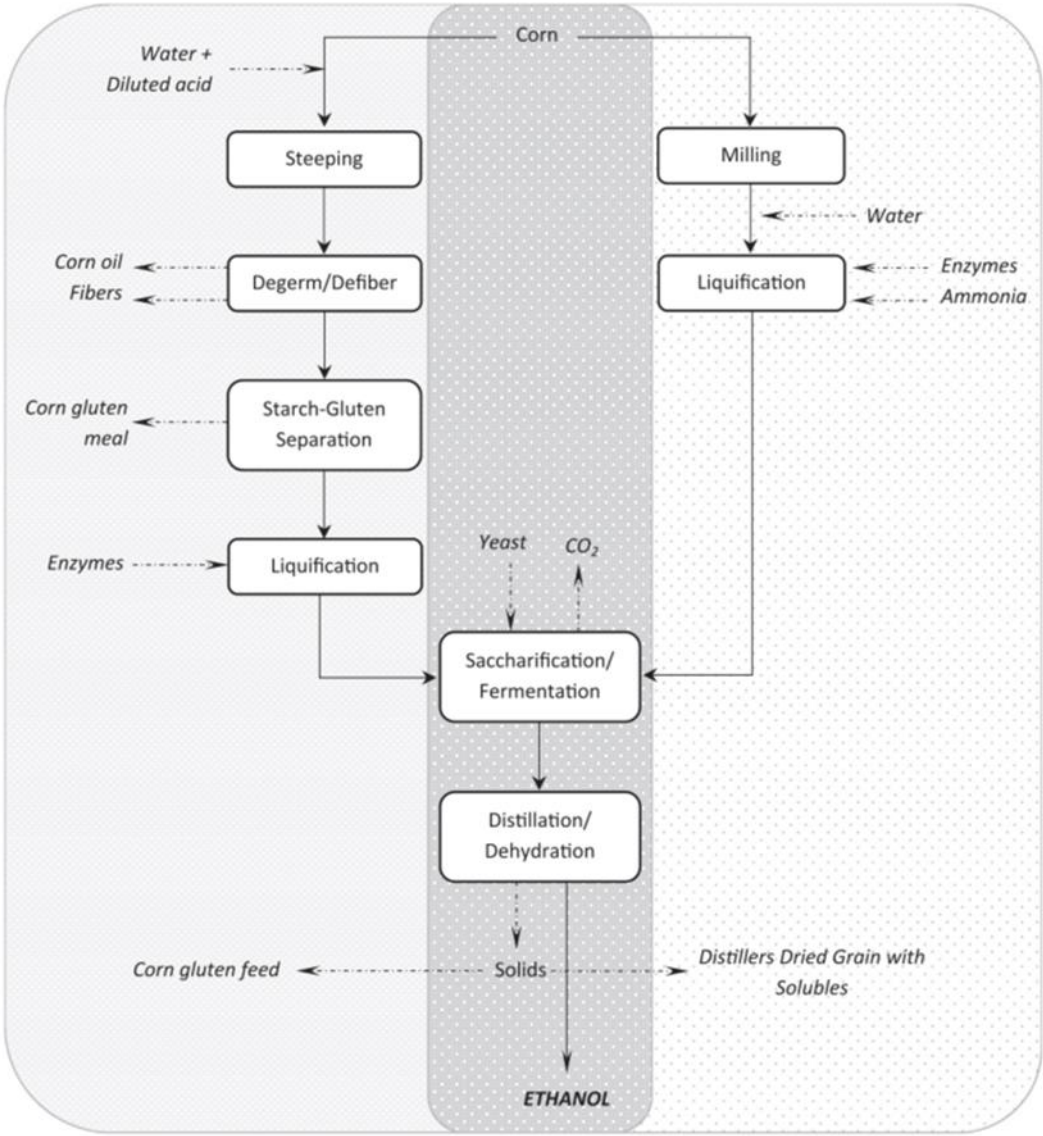 Corn
Water +
Diluted acid
Steeping
Milling
Water
Corn oil
Fibers
Degerm/Defiber
Liquification
Enzymes
Ammonia
Corn gluten
meal
Starch-Gluten
Separation
Enzymes
Liquification
Yeast
CO₂
Saccharification/
Fermentation
Distillation/
Dehydration
Corn gluten feed
Solids
Distillers Dried Grain with
Solubles
ETHANOL